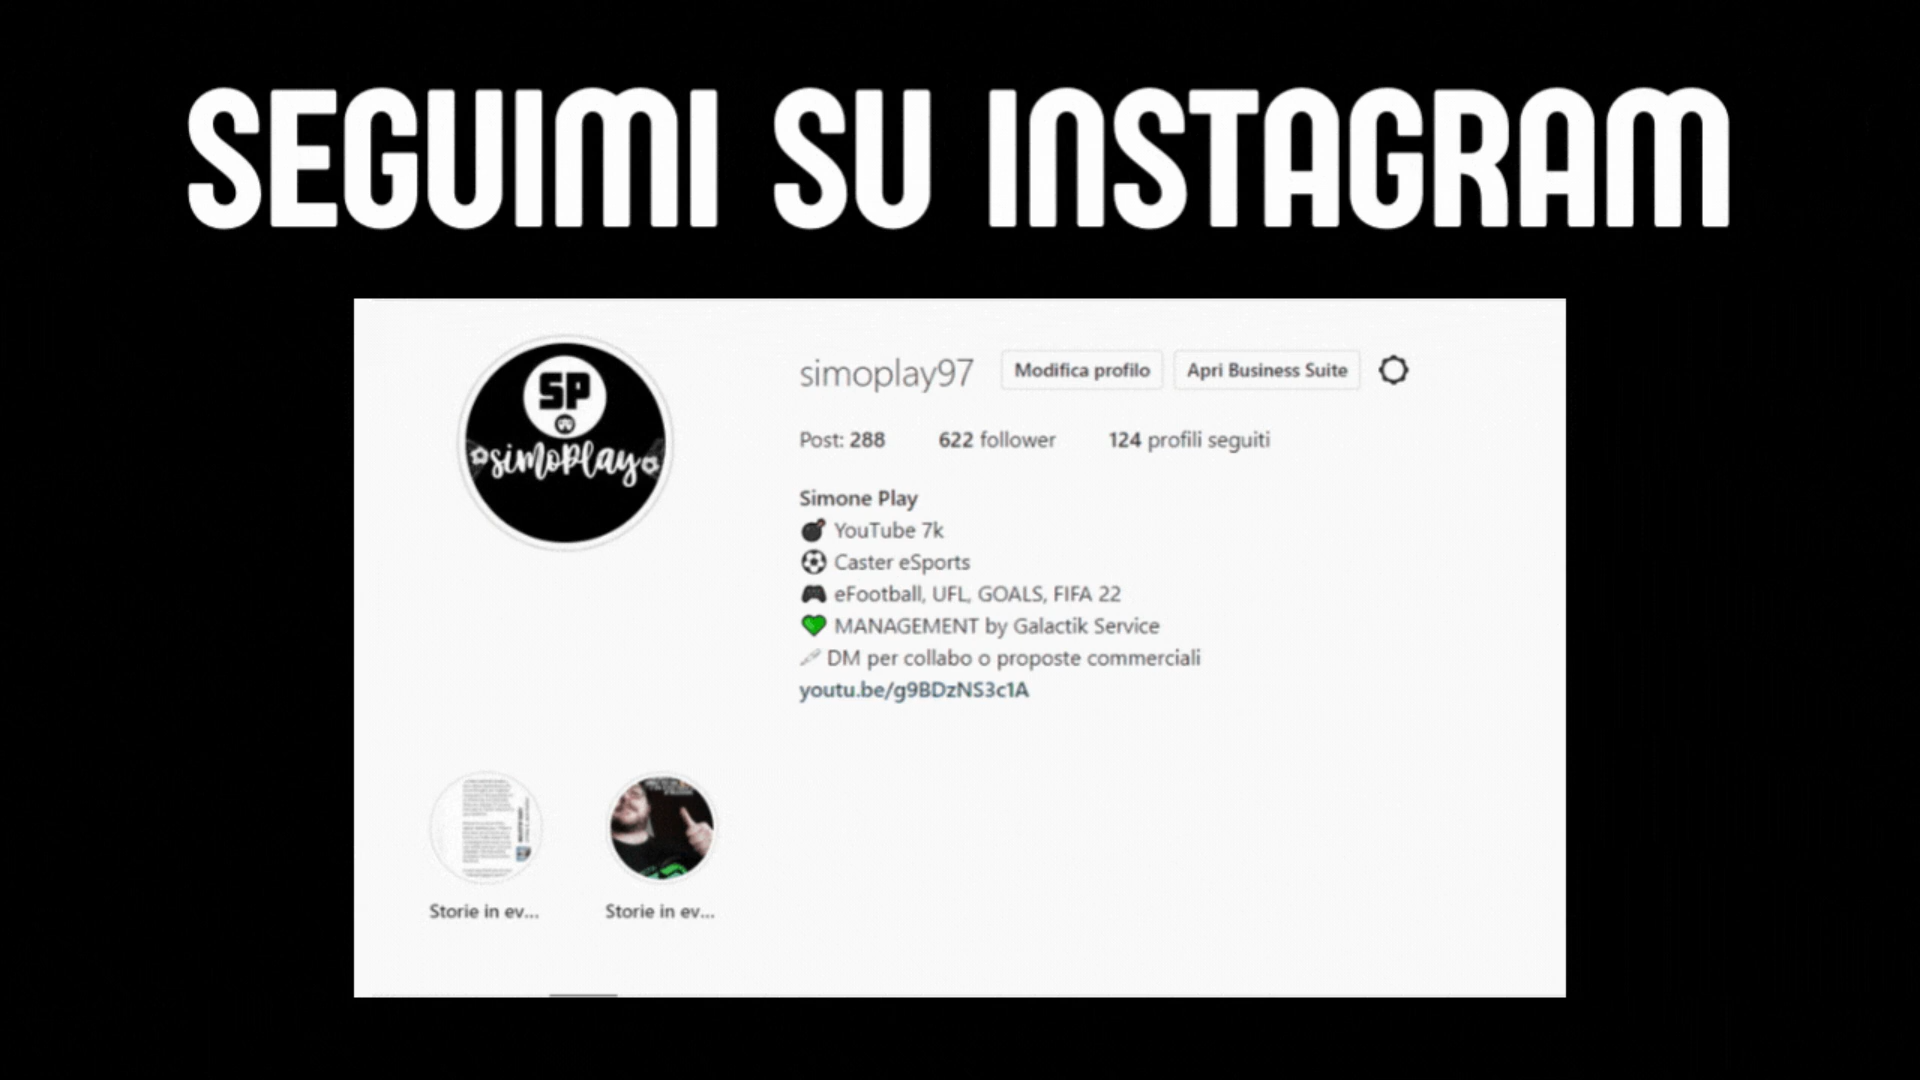 SEGUIMI SU INSTAGRAM
SP
simoplay
simoplay97 Modifica profilo Apri Business Suite
Post: 288 622 follower 124 profili seguiti
Simone Play
YouTube 7k
Caster eSports
eFootball, UFL, GOALS, FIFA 22
MANAGEMENT by Galactik Service
DM per collabo o proposte commerciali
youtu.be/g9BDzNS3c1A
Storie in ev... Storie in ev...